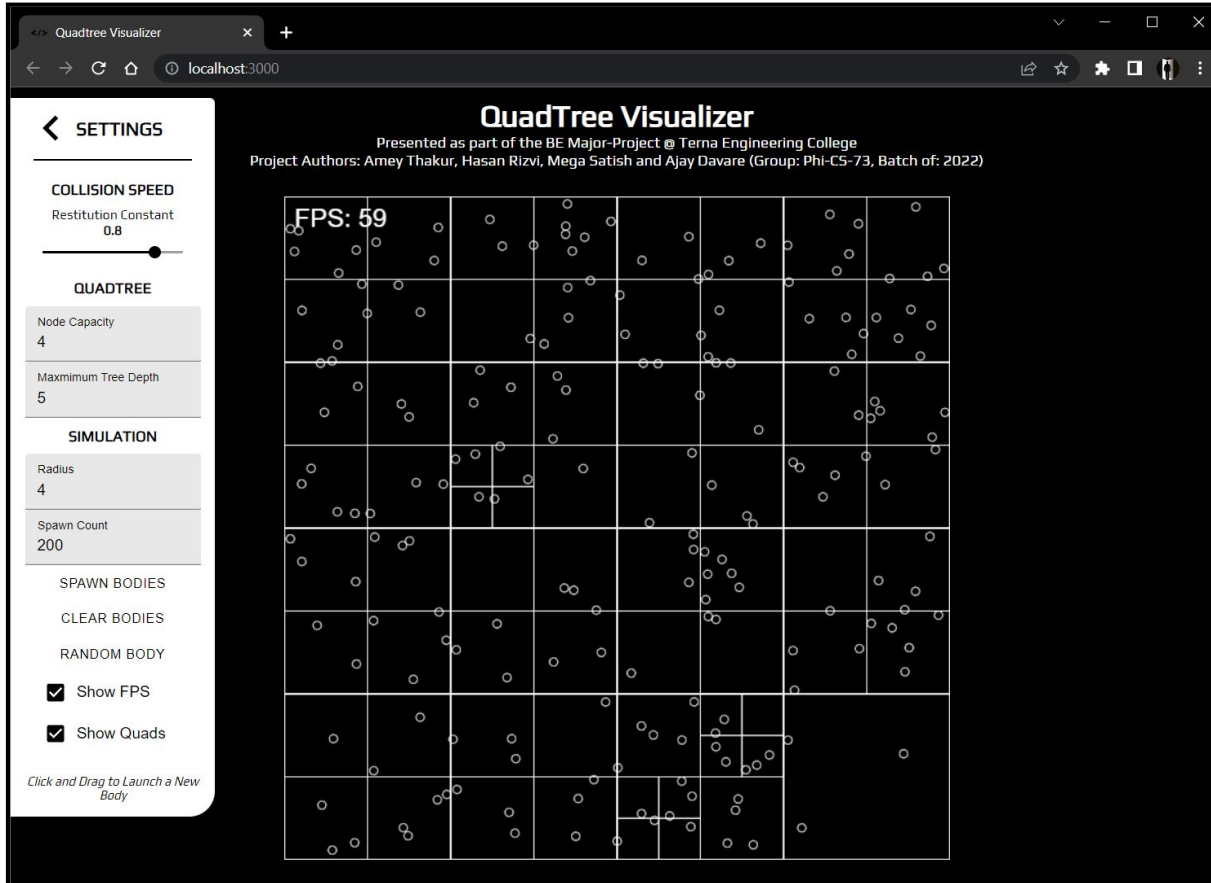 </> Quadtree Visualizer
localhost:3000
SETTINGS
COLLISION SPEED
Restitution Constant
0.8
QUADTREE
Node Capacity
4
Maxmimum Tree Depth
5
SIMULATION
Radius
4
Spawn Count
200
SPAWN BODIES
CLEAR BODIES
RANDOM BODY
Show FPS
Show Quads
Click and Drag to Launch a New
Body
QuadTree Visualizer
Presented as part of the BE Major-Project @ Terna Engineering College
Project Authors: Amey Thakur, Hasan Rizvi, Mega Satish and Ajay Davare (Group: Phi-CS-73, Batch of: 2022)
FPS: 59